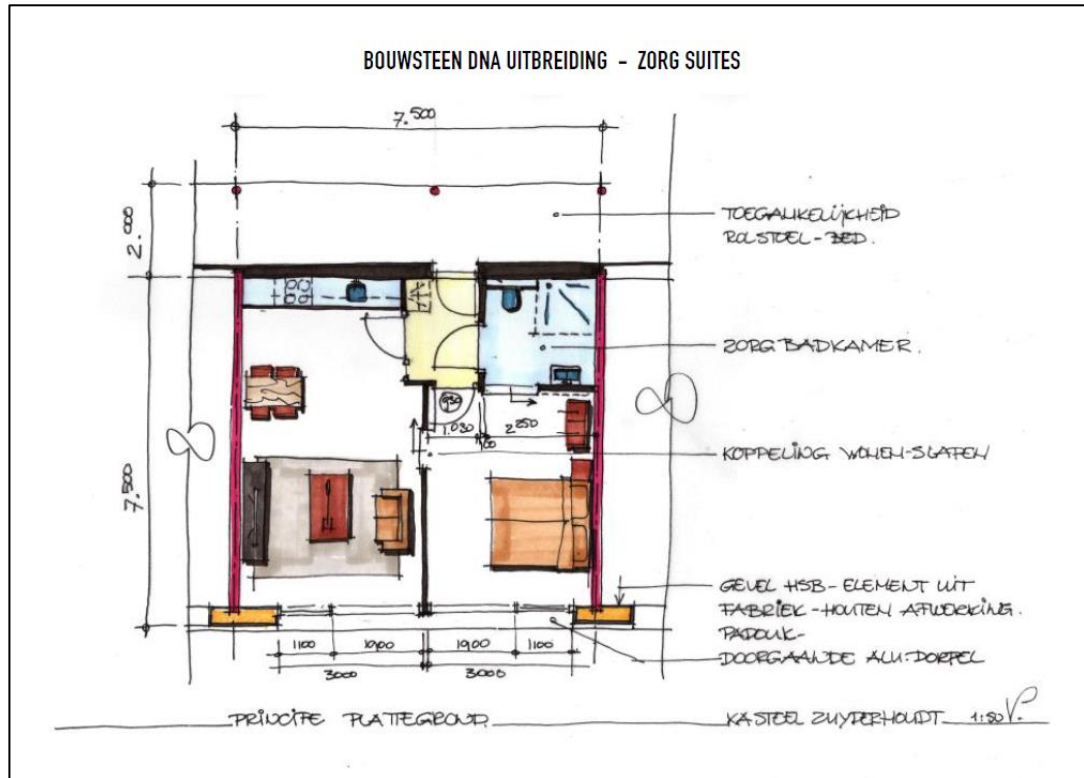 BOUWSTEEN DNA UITBREIDING - ZORG SUITES
7.500
2.000
TOEGANKELIJKHEID
ROLSTOEL-BED.
ZORG BADKAMER.
930
1.030
2250
KOPPELING WONEN-SLAPEN
7.500
GEVEL HSB-ELEMENT UIT
FABRIEK-HOUTEN AFWERKING.
PADOUK-
DOORGAANDE ALU-DORPEL
1100 1900 1900 1100
3000 3000
PRINCIPE PLATTEGROND
KASTEEL ZUYDERHOUDT 1:50